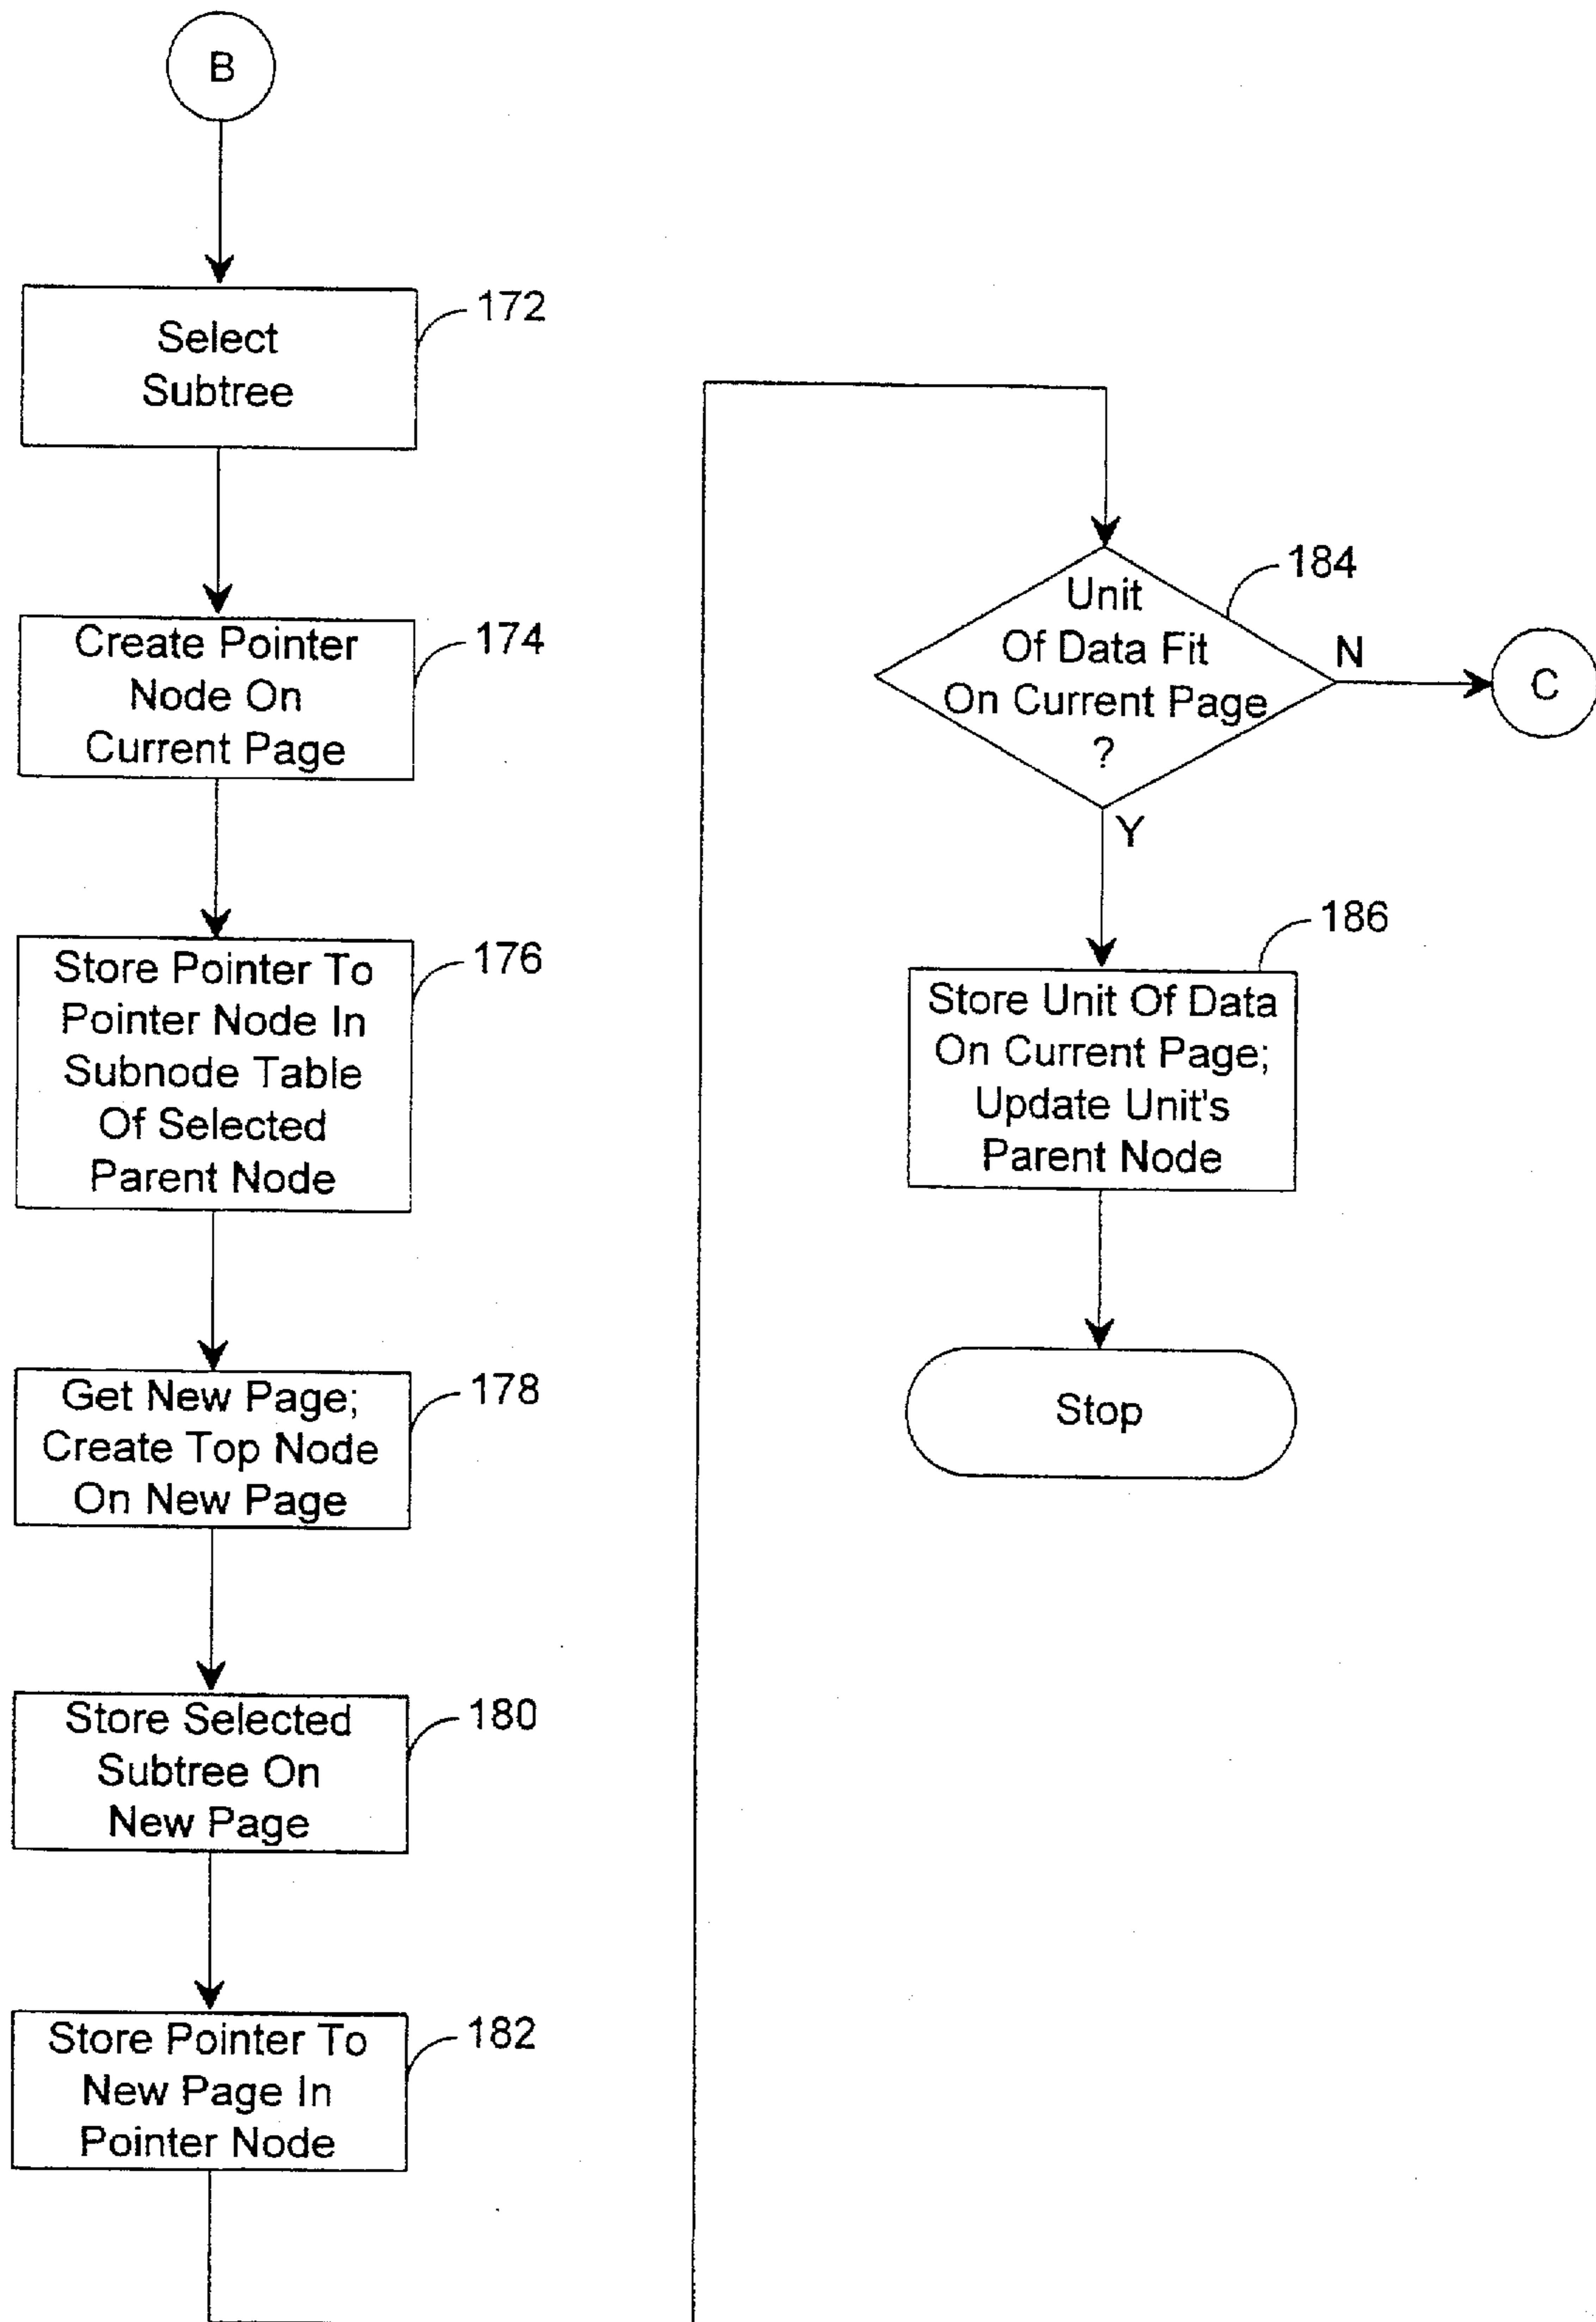 B
172
Select
Subtree
174
Create Pointer
Node On
Current Page
176
Store Pointer To
Pointer Node In
Subnode Table
Of Selected
Parent Node
178
Get New Page;
Create Top Node
On New Page
180
Store Selected
Subtree On
New Page
182
Store Pointer To
New Page In
Pointer Node
184
Unit
Of Data Fit
On Current Page
?
N
C
Y
186
Store Unit Of Data
On Current Page;
Update Unit's
Parent Node
Stop